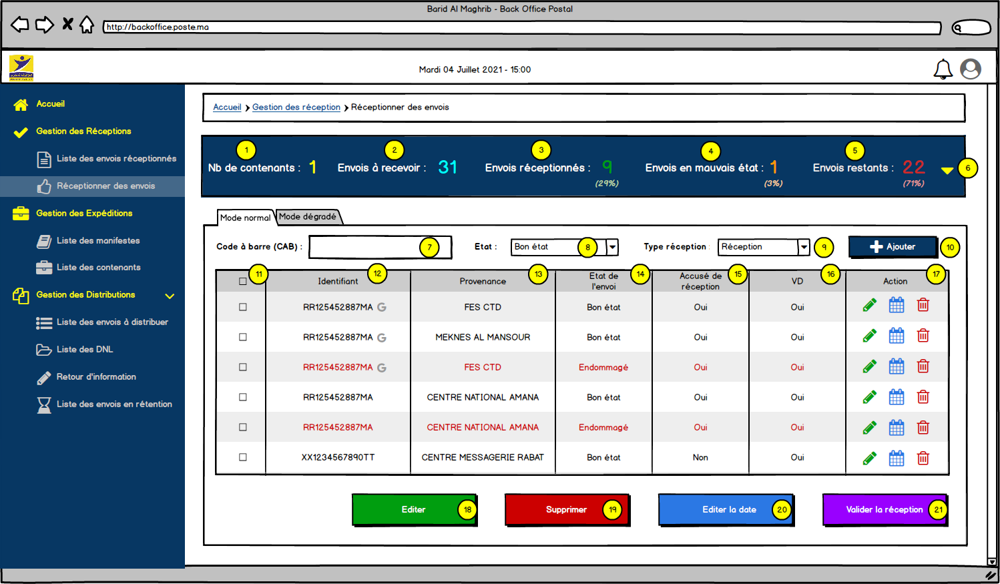 Barid Al Maghrib - Back Office Postal
http://backoffice.poste.ma
Mardi 04 Juillet 2021 - 15:00
Accueil
Gestion des Réceptions
Liste des envois réceptionnés
Réceptionner des envois
Gestion des Expéditions
Liste des manifestes
Liste des contenants
Gestion des Distributions
Liste des envois à distribuer
Liste des DNL
Retour d'information
Liste des envois en rétention
Accueil Gestion des réception Réceptionner des envois
1 2 3 4 5
Nb de contenants : 1 Envois à recevoir : 31 Envois réceptionnés : 9 Envois en mauvais état : 1 Envois restants : 22 6
(29%) (3%) (71%)
Mode normal Mode dégradé
Code à barre (CAB) : 7 Etat : Bon état 8 Type réception : Réception 9 Ajouter 10
11 Identifiant 12 Provenance 13 Etat de l'envoi 14 Accusé de réception 15 VD 16 Action 17
RR125452887MA G FES CTD Bon état Oui Oui
RR125452887MA G MEKNES AL MANSOUR Bon état Oui Oui
RR125452887MA G FES CTD Endommagé Oui Oui
RR125452887MA CENTRE NATIONAL AMANA Bon état Oui Oui
RR125452887MA CENTRE NATIONAL AMANA Endommagé Oui Oui
XX1234567890TT CENTRE MESSAGERIE RABAT Bon état Non Oui
Editer 18 Supprimer 19 Editer la date 20 Valider la réception 21